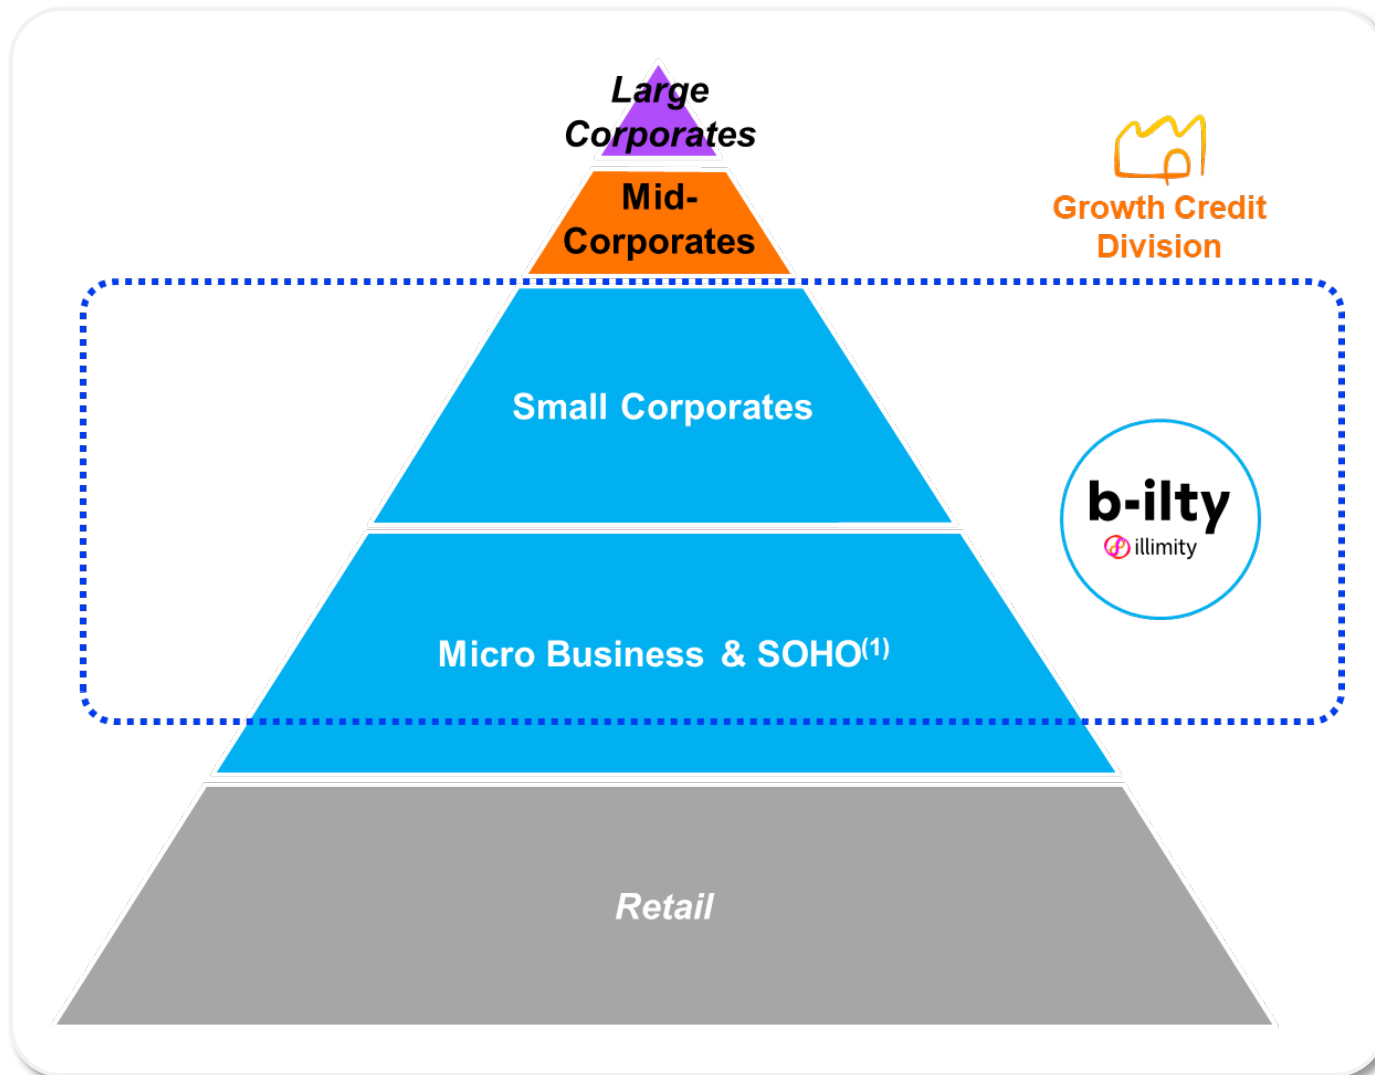 Large
Corporates
Mid-
Corporates
Growth Credit
Division
Small Corporates
b-ilty
illimity
Micro Business & SOHO(1)
Retail